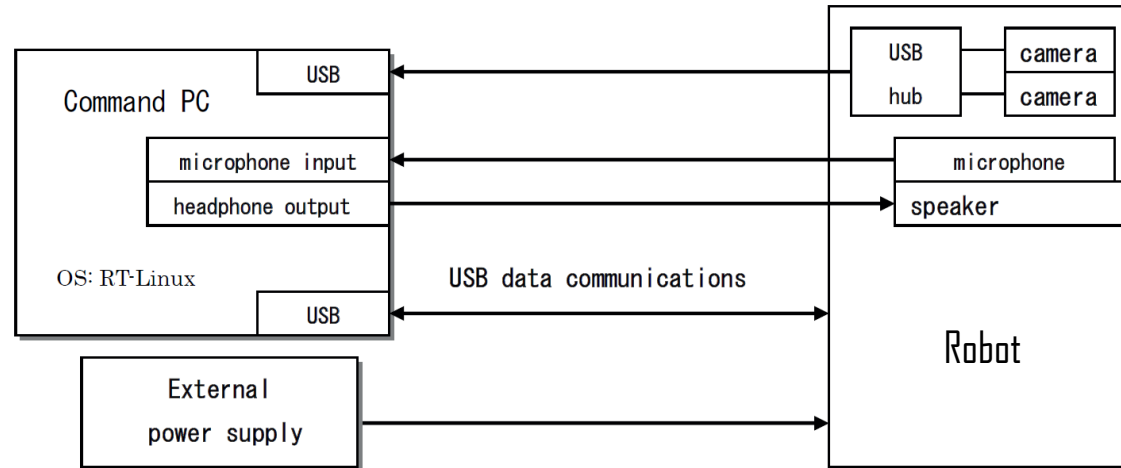 Command PC
USB
microphone input
headphone output
OS: RT-Linux
USB
External
power supply
USB data communications
USB
hub
camera
camera
microphone
speaker
Robot